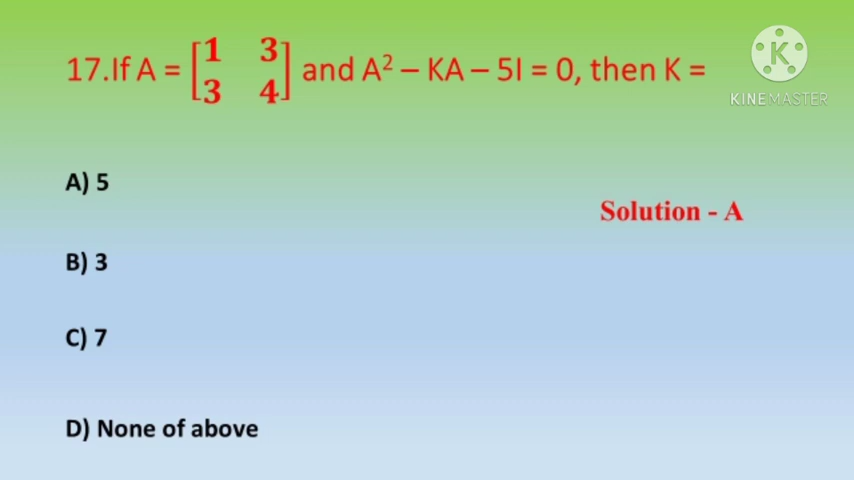 17.If A = [1 3
3 4] and A² – KA – 5I = 0, then K =
K
KINEMASTER
A) 5
Solution - A
B) 3
C) 7
D) None of above